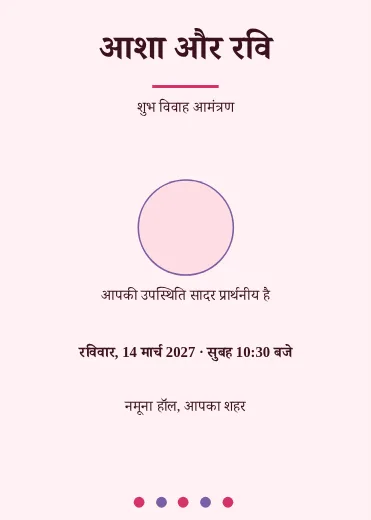 आशा और रवि
शुभ विवाह आमंत्रण
आपकी उपस्थिति सादर प्रार्थनीय है
रविवार, 14 मार्च 2027 · सुबह 10:30 बजे
नमूना हॉल, आपका शहर